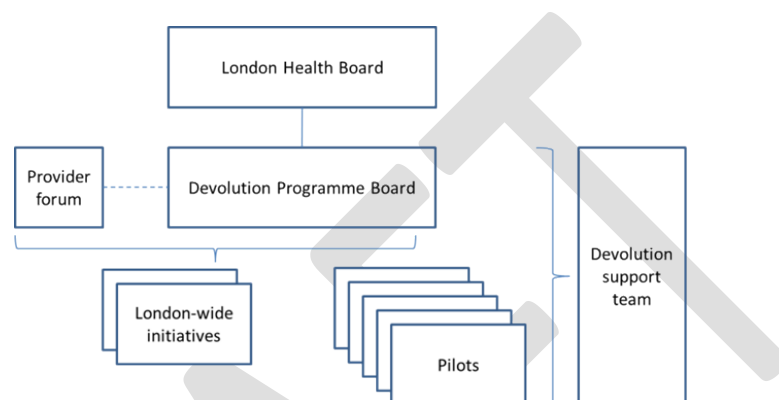 London Health Board
Provider
forum
Devolution Programme Board
Devolution
support
team
London-wide
initiatives
Pilots